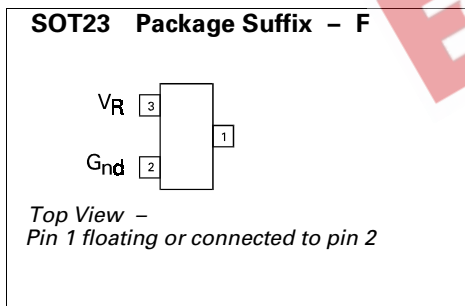 SOT23 Package Suffix – F
VR 3
1
Gnd 2
Top View –
Pin 1 floating or connected to pin 2